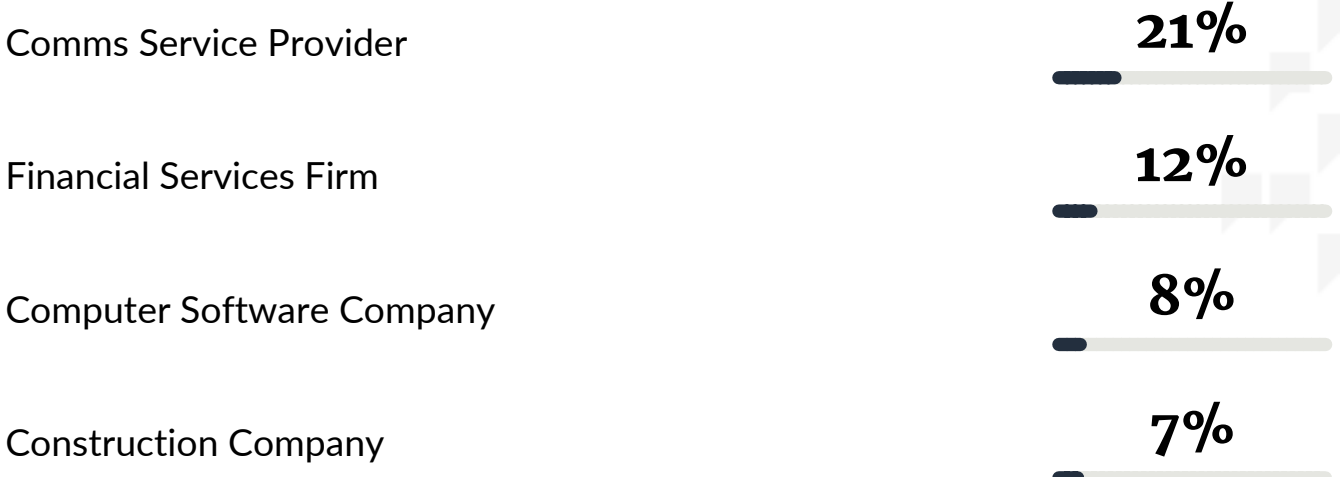 Comms Service Provider
21%
Financial Services Firm
12%
Computer Software Company
8%
Construction Company
7%